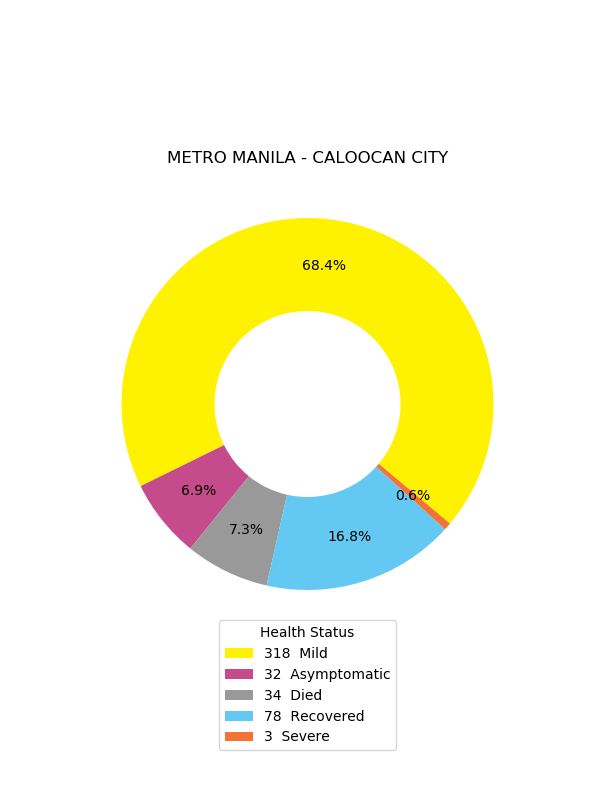 METRO MANILA - CALOOCAN CITY
68.4%
6.9%
0.6%
7.3%
16.8%
Health Status
318  Mild
32  Asymptomatic
34  Died
78  Recovered
3  Severe